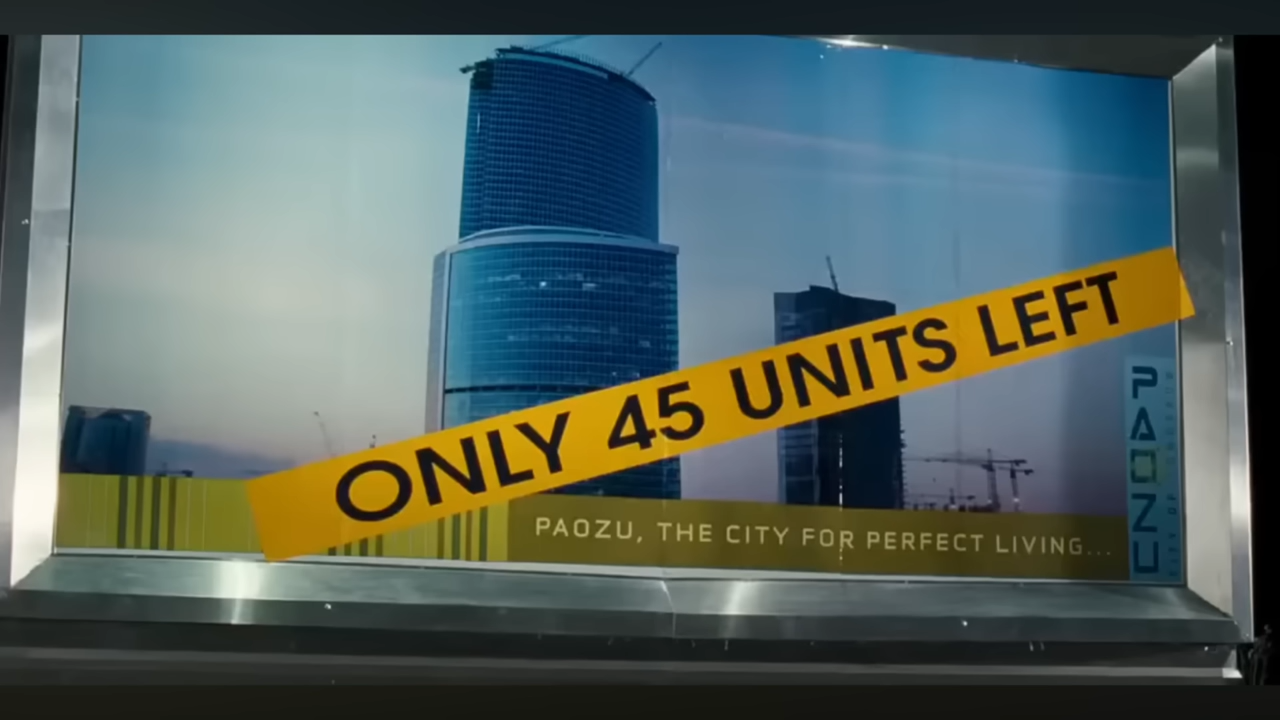 ONLY 45 UNITS LEFT
PAOZU, THE CITY FOR PERFECT LIVING...
PAOZU